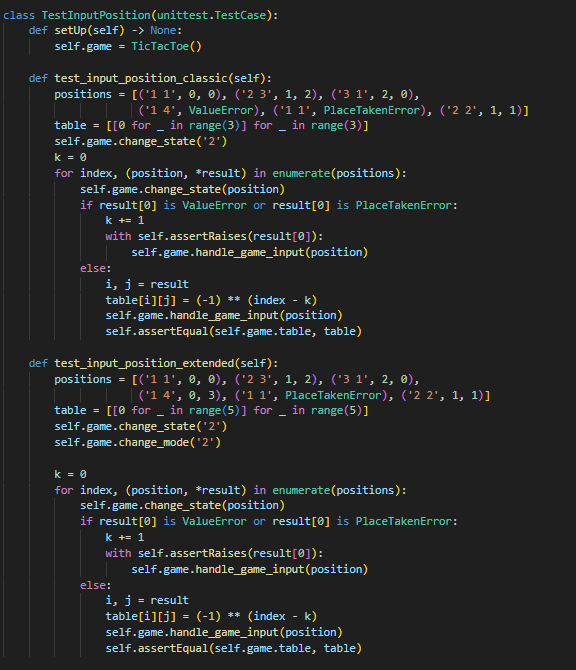 class TestInputPosition(unittest.TestCase):
    def setUp(self) -> None:
        self.game = TicTacToe()

    def test_input_position_classic(self):
        positions = [('1 1', 0, 0), ('2 3', 1, 2), ('3 1', 2, 0),
                     ('1 4', ValueError), ('1 1', PlaceTakenError), ('2 2', 1, 1)]
        table = [[0 for _ in range(3)] for _ in range(3)]
        self.game.change_state('2')
        k = 0
        for index, (position, *result) in enumerate(positions):
            self.game.change_state(position)
            if result[0] is ValueError or result[0] is PlaceTakenError:
                k += 1
                with self.assertRaises(result[0]):
                    self.game.handle_game_input(position)
            else:
                i, j = result
                table[i][j] = (-1) ** (index - k)
                self.game.handle_game_input(position)
                self.assertEqual(self.game.table, table)

    def test_input_position_extended(self):
        positions = [('1 1', 0, 0), ('2 3', 1, 2), ('3 1', 2, 0),
                     ('1 4', 0, 3), ('1 1', PlaceTakenError), ('2 2', 1, 1)]
        table = [[0 for _ in range(5)] for _ in range(5)]
        self.game.change_state('2')
        self.game.change_mode('2')

        k = 0
        for index, (position, *result) in enumerate(positions):
            self.game.change_state(position)
            if result[0] is ValueError or result[0] is PlaceTakenError:
                k += 1
                with self.assertRaises(result[0]):
                    self.game.handle_game_input(position)
            else:
                i, j = result
                table[i][j] = (-1) ** (index - k)
                self.game.handle_game_input(position)
                self.assertEqual(self.game.table, table)